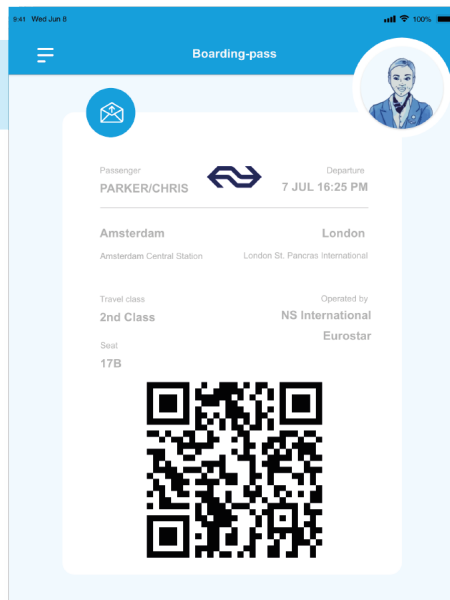 9:41 Wed Jun 8 100%
Boarding-pass
Passenger Departure
PARKER/CHRIS 7 JUL 16:25 PM
Amsterdam London
Amsterdam Central Station London St. Pancras International
Travel class Operated by
2nd Class NS International
Eurostar
Seat
17B